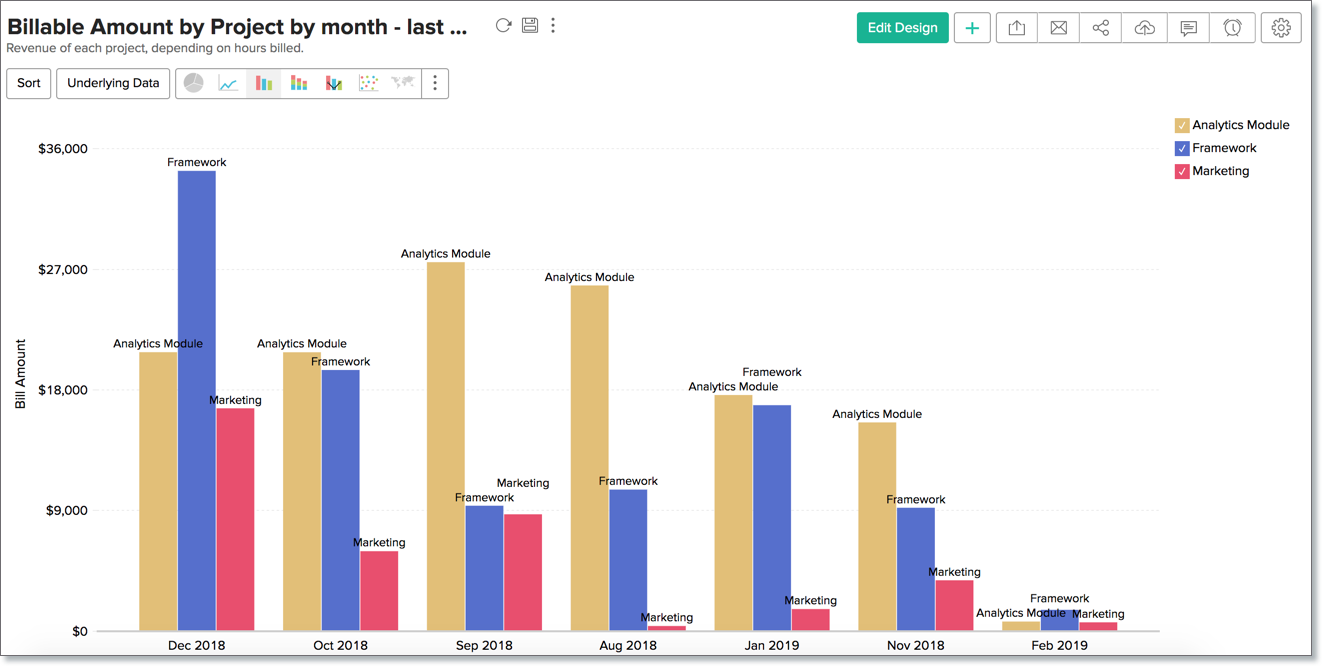 Billable Amount by Project by month - last ...
Revenue of each project, depending on hours billed.
Edit Design
Sort
Underlying Data
Analytics Module
Framework
Marketing
Bill Amount
$36,000
$27,000
$18,000
$9,000
$0
Analytics Module
Framework
Marketing
Analytics Module
Framework
Marketing
Analytics Module
Framework
Marketing
Analytics Module
Framework
Marketing
Analytics Module
Framework
Marketing
Analytics Module
Framework
Marketing
Analytics Module
Framework
Marketing
Dec 2018
Oct 2018
Sep 2018
Aug 2018
Jan 2019
Nov 2018
Feb 2019